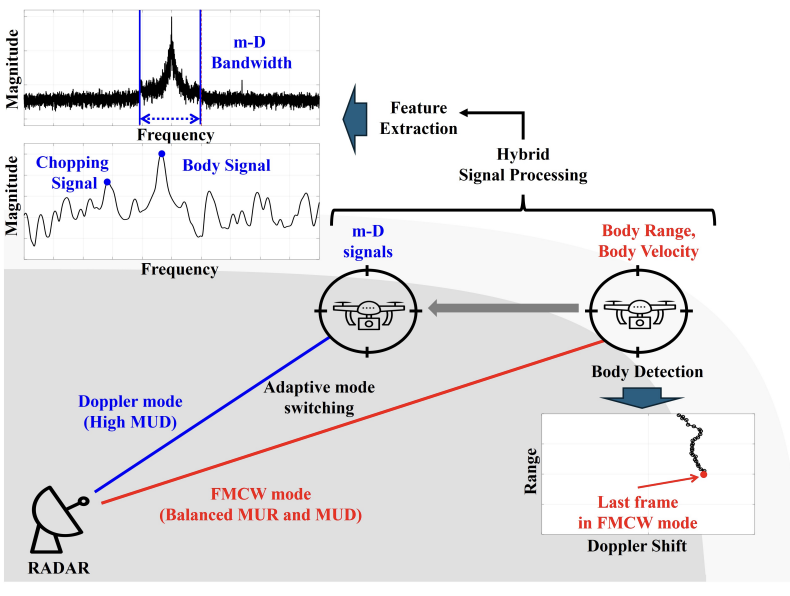 Magnitude
m-D
Bandwidth
Frequency
Feature
Extraction
Hybrid
Signal Processing
Magnitude
Chopping
Signal
Body Signal
Frequency
m-D
signals
Body Range,
Body Velocity
Body Detection
Doppler mode
(High MUD)
Adaptive mode
switching
FMCW mode
(Balanced MUR and MUD)
RADAR
Range
Last frame
in FMCW mode
Doppler Shift